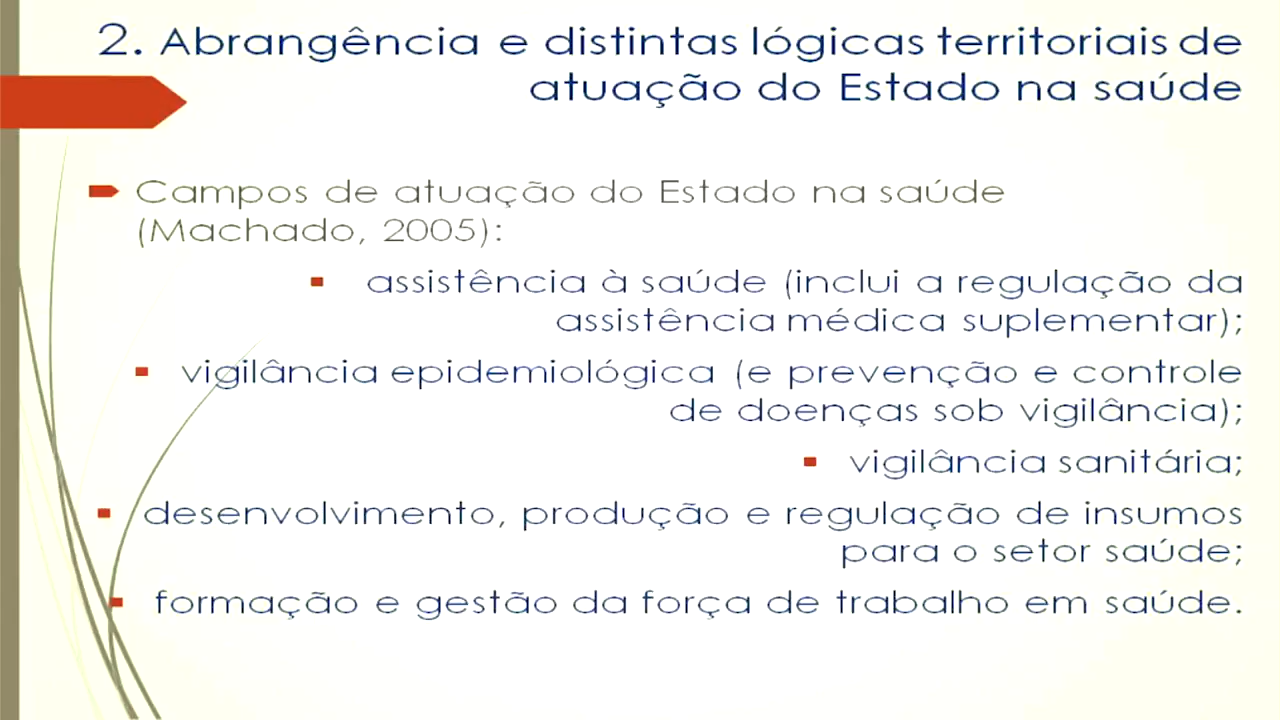 2. Abrangência e distintas lógicas territoriais de
atuação do Estado na saúde
Campos de atuação do Estado na saúde
(Machado, 2005):
assistência à saúde (inclui a regulação da
assistência médica suplementar);
vigilância epidemiológica (e prevenção e controle
de doenças sob vigilância);
vigilância sanitária;
desenvolvimento, produção e regulação de insumos
para o setor saúde;
formação e gestão da força de trabalho em saúde.